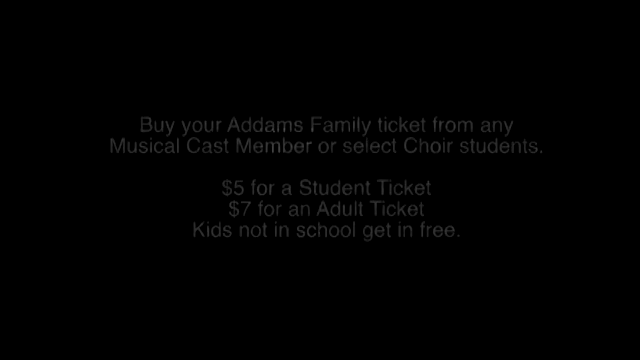 Buy your Addams Family ticket from any
Musical Cast Member or select Choir students.
$5 for a Student Ticket
$7 for an Adult Ticket
Kids not in school get in free.